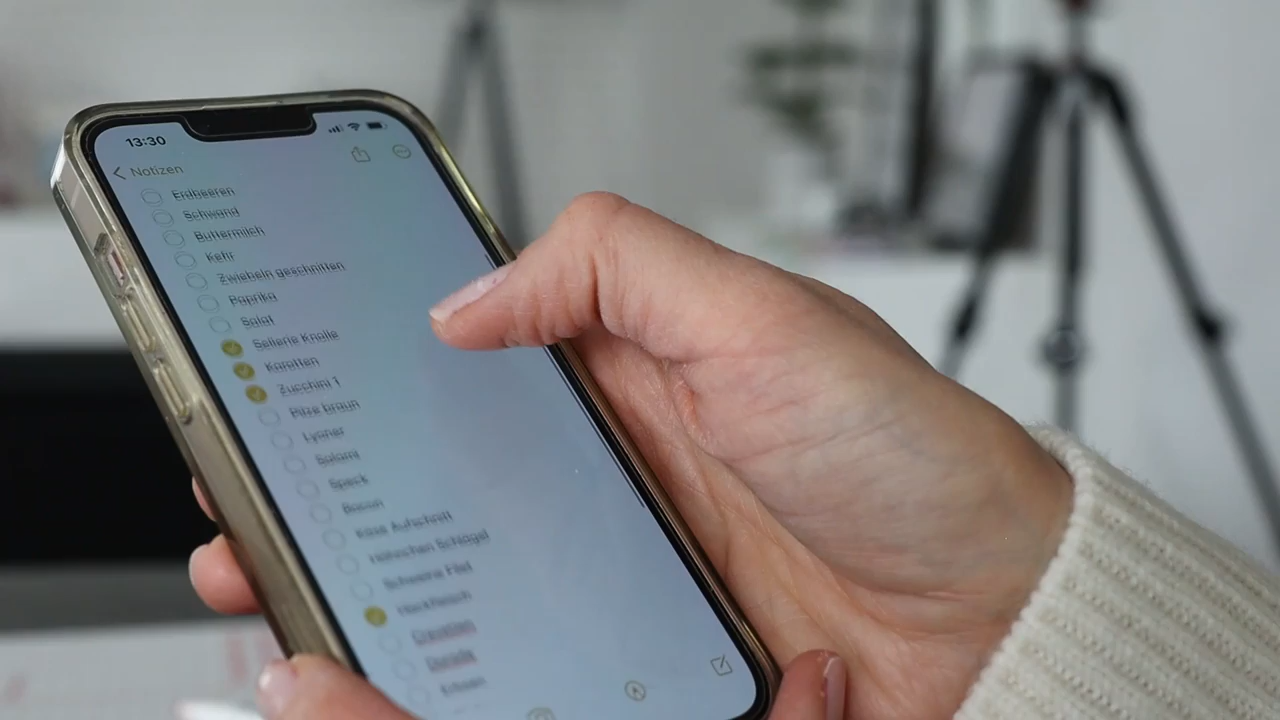 13:30
Notizen
Erdbeeren
Schwand
Buttermilch
Kefir
Zwiebeln geschnitten
Paprika
Salat
Sellerie Knolle
Karotten
Zucchini 1
Pilze braun
Lyoner
Salami
Speck
Bacon
Käse Aufschnitt
Hähnchen Schlägel
Schweine Filet
Hackfleisch
Erbsen